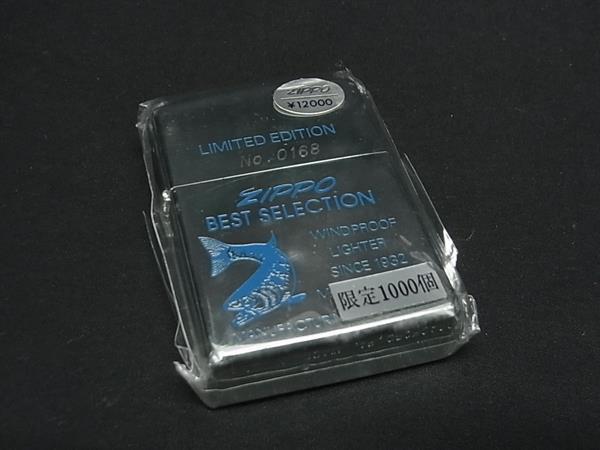 ZIPPO
¥12000
LIMITED EDITION
No. 0168
ZIPPO
BEST SELECTION
WINDPROOF
LIGHTER
SINCE 1932
限定1000個